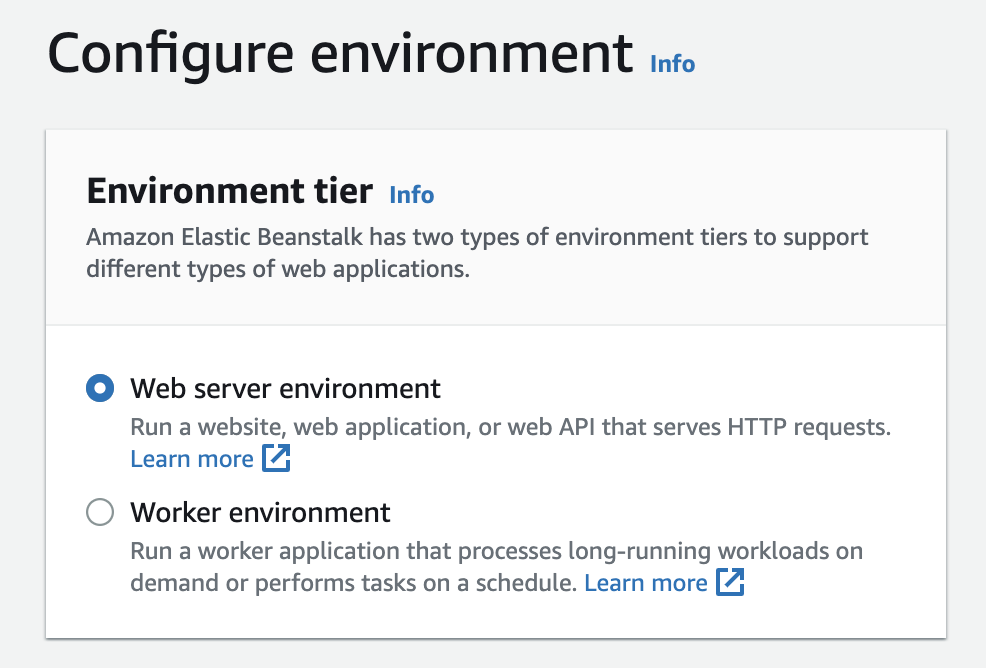 Configure environment Info
Environment tier Info
Amazon Elastic Beanstalk has two types of environment tiers to support
different types of web applications.
Web server environment
Run a website, web application, or web API that serves HTTP requests.
Learn more
Worker environment
Run a worker application that processes long-running workloads on
demand or performs tasks on a schedule. Learn more